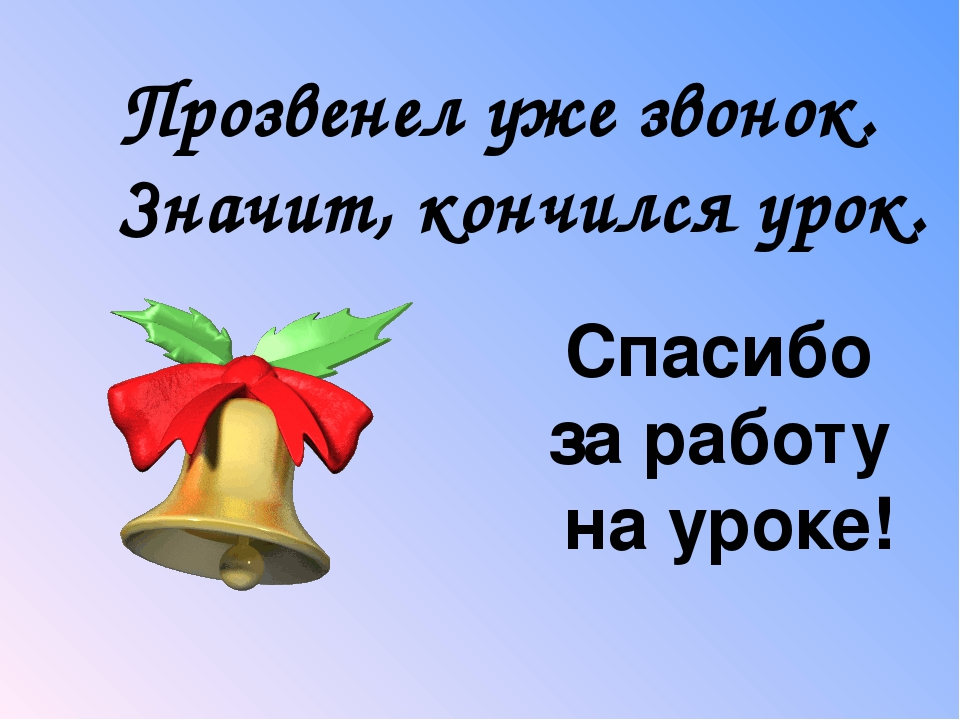 Прозвенел уже звонок.
Значит, кончился урок.
Спасибо
за работу
на уроке!